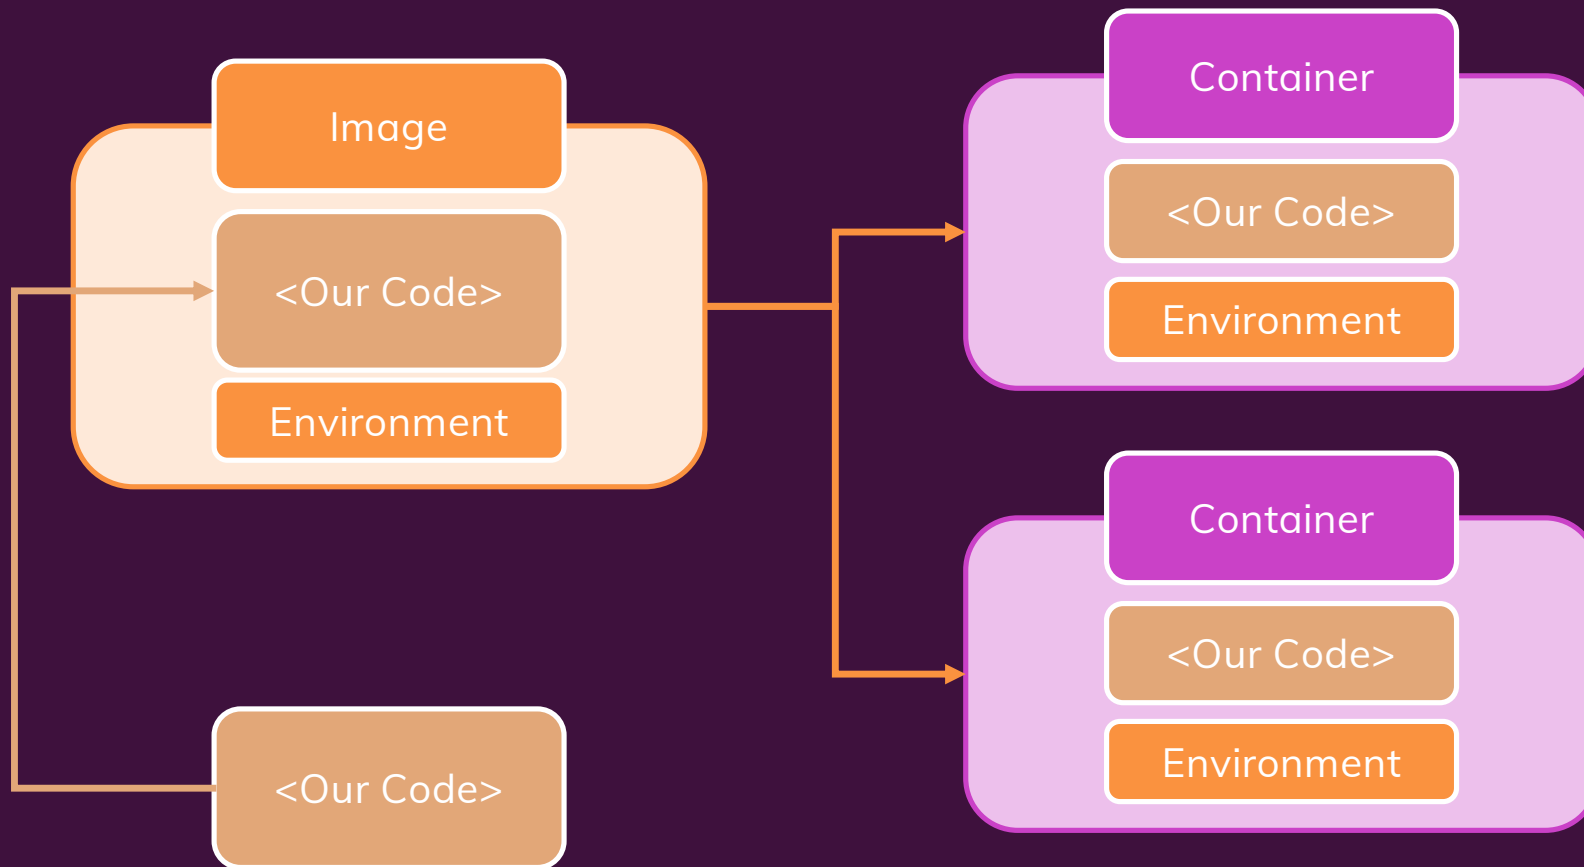 Image
<Our Code>
Environment
<Our Code>
Container
<Our Code>
Environment
Container
<Our Code>
Environment